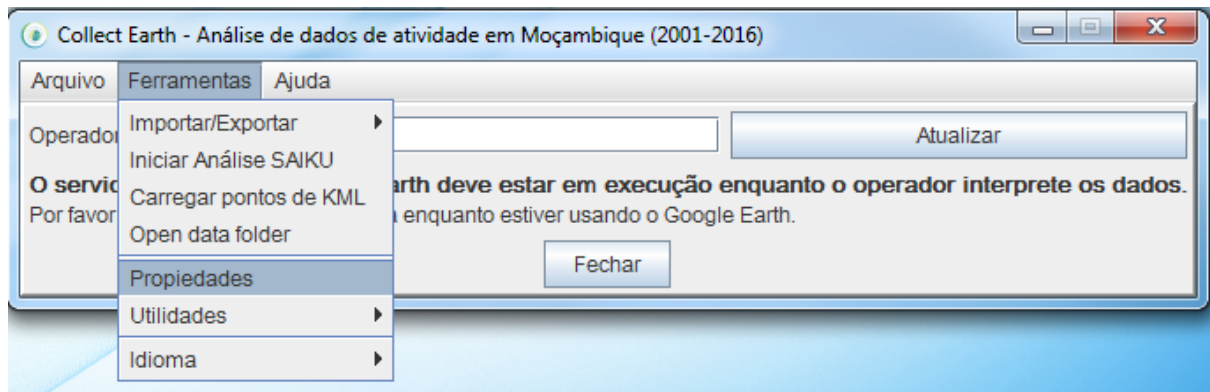 Collect Earth - Análise de dados de atividade em Moçambique (2001-2016)
Arquivo Ferramentas Ajuda
Operador Atualizar
Importar/Exportar
Iniciar Análise SAIKU
Carregar pontos de KML
Open data folder
Propiedades
Utilidades
Idioma
O servi arth deve estar em execução enquanto o operador interprete os dados.
Por favor enquanto estiver usando o Google Earth.
Fechar